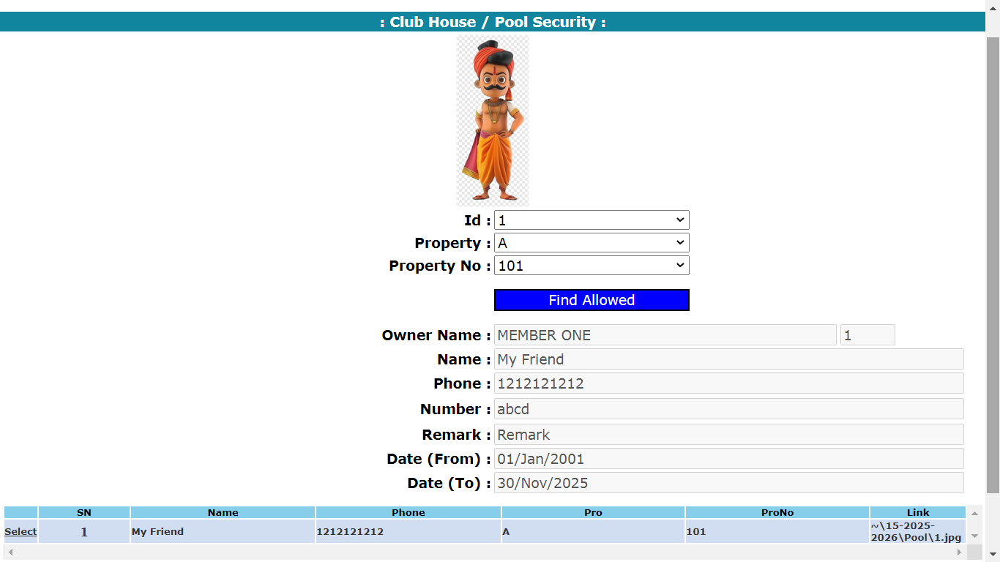 : Club House / Pool Security :
Id : 1
Property : A
Property No : 101
Find Allowed
Owner Name : MEMBER ONE 1
Name : My Friend
Phone : 1212121212
Number : abcd
Remark : Remark
Date (From) : 01/Jan/2001
Date (To) : 30/Nov/2025
SN Name Phone Pro ProNo Link
Select 1 My Friend 1212121212 A 101 ~\15-2025-
2026\Pool\1.jpg